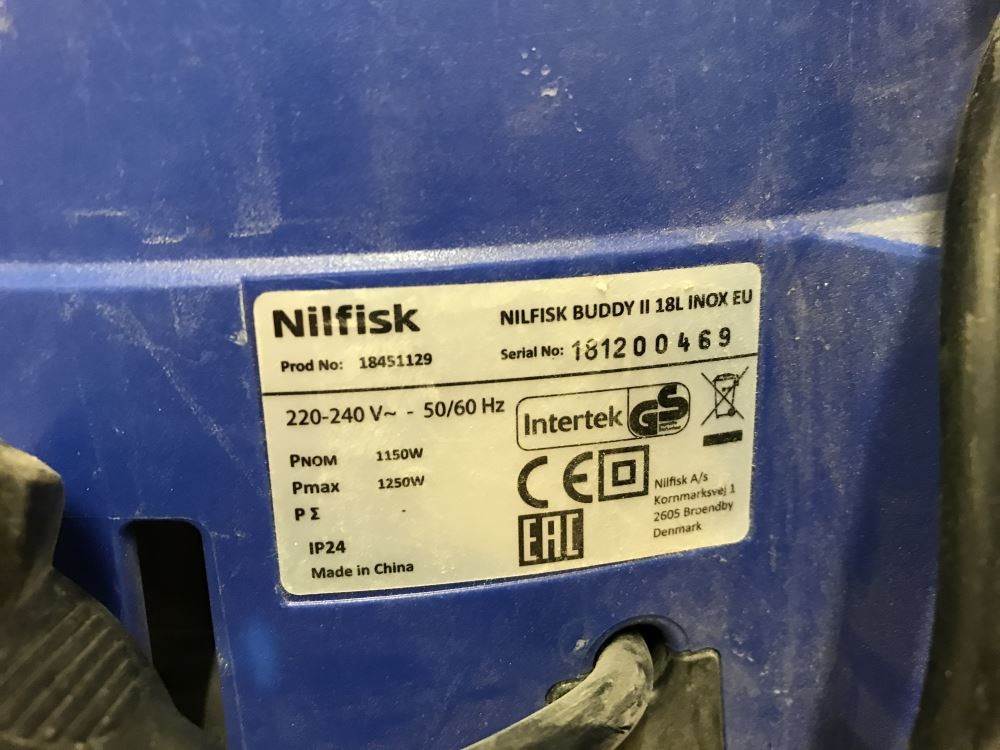 Nilfisk
NILFISK BUDDY II 18L INOX EU
Prod No: 18451129
Serial No: 181200469
220-240 V~ - 50/60 Hz
Intertek GS
PNOM 1150W
Pmax 1250W
P Σ -
CE
Nilfisk A/s
Kornmarksvej 1
2605 Broendby
Denmark
EAC
IP24
Made in China